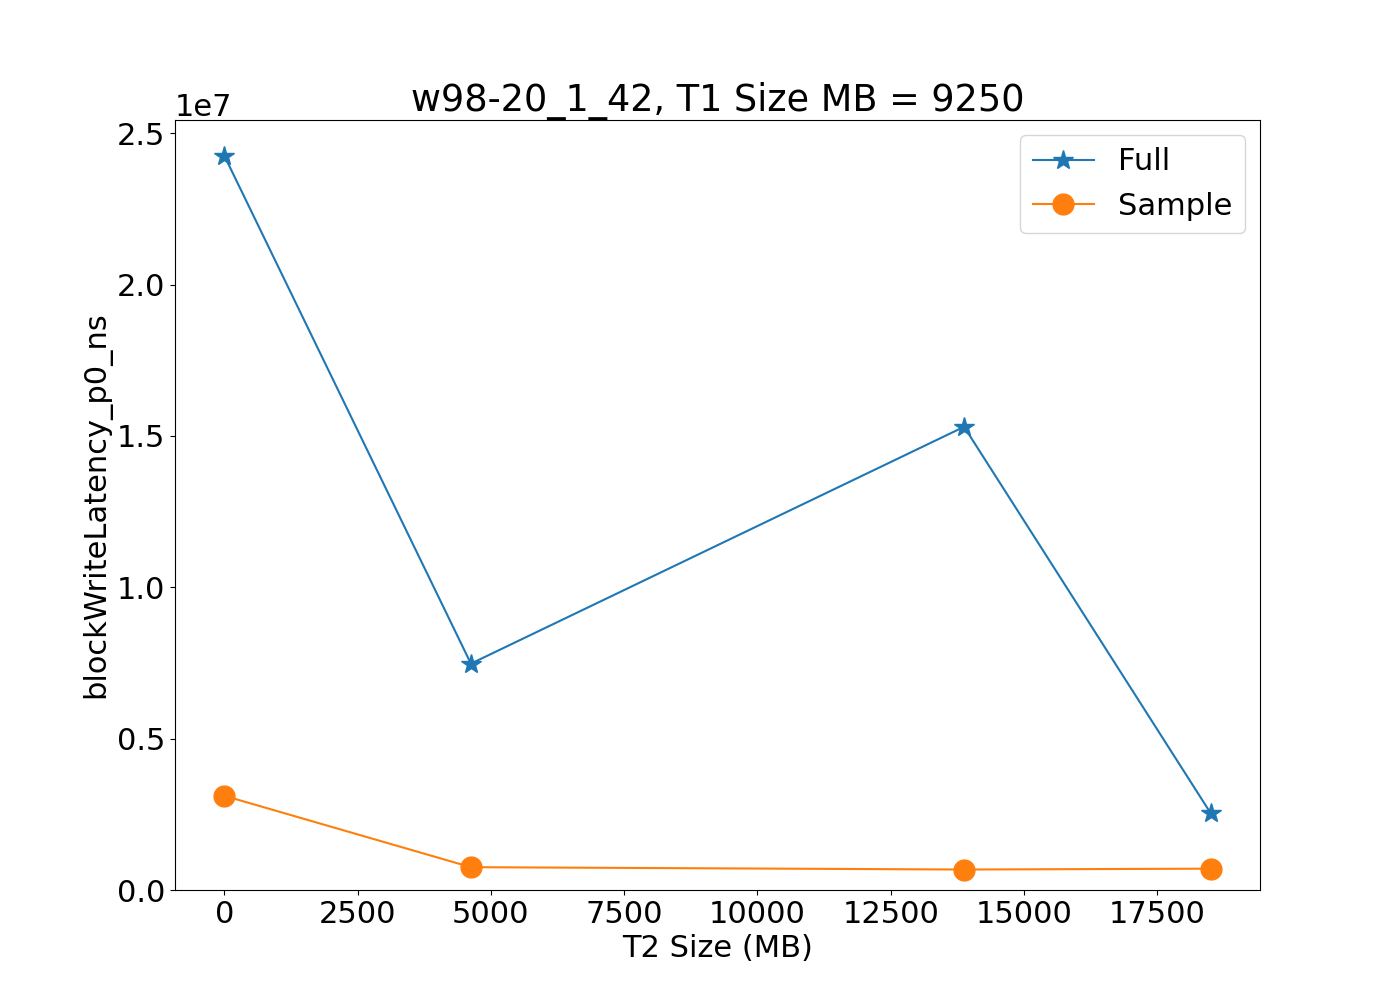 w98-20_1_42, T1 Size MB = 9250
1e7
2.5
2.0
1.5
1.0
0.5
0.0
blockWriteLatency_p0_ns
Full
Sample
0 2500 5000 7500 10000 12500 15000 17500
T2 Size (MB)